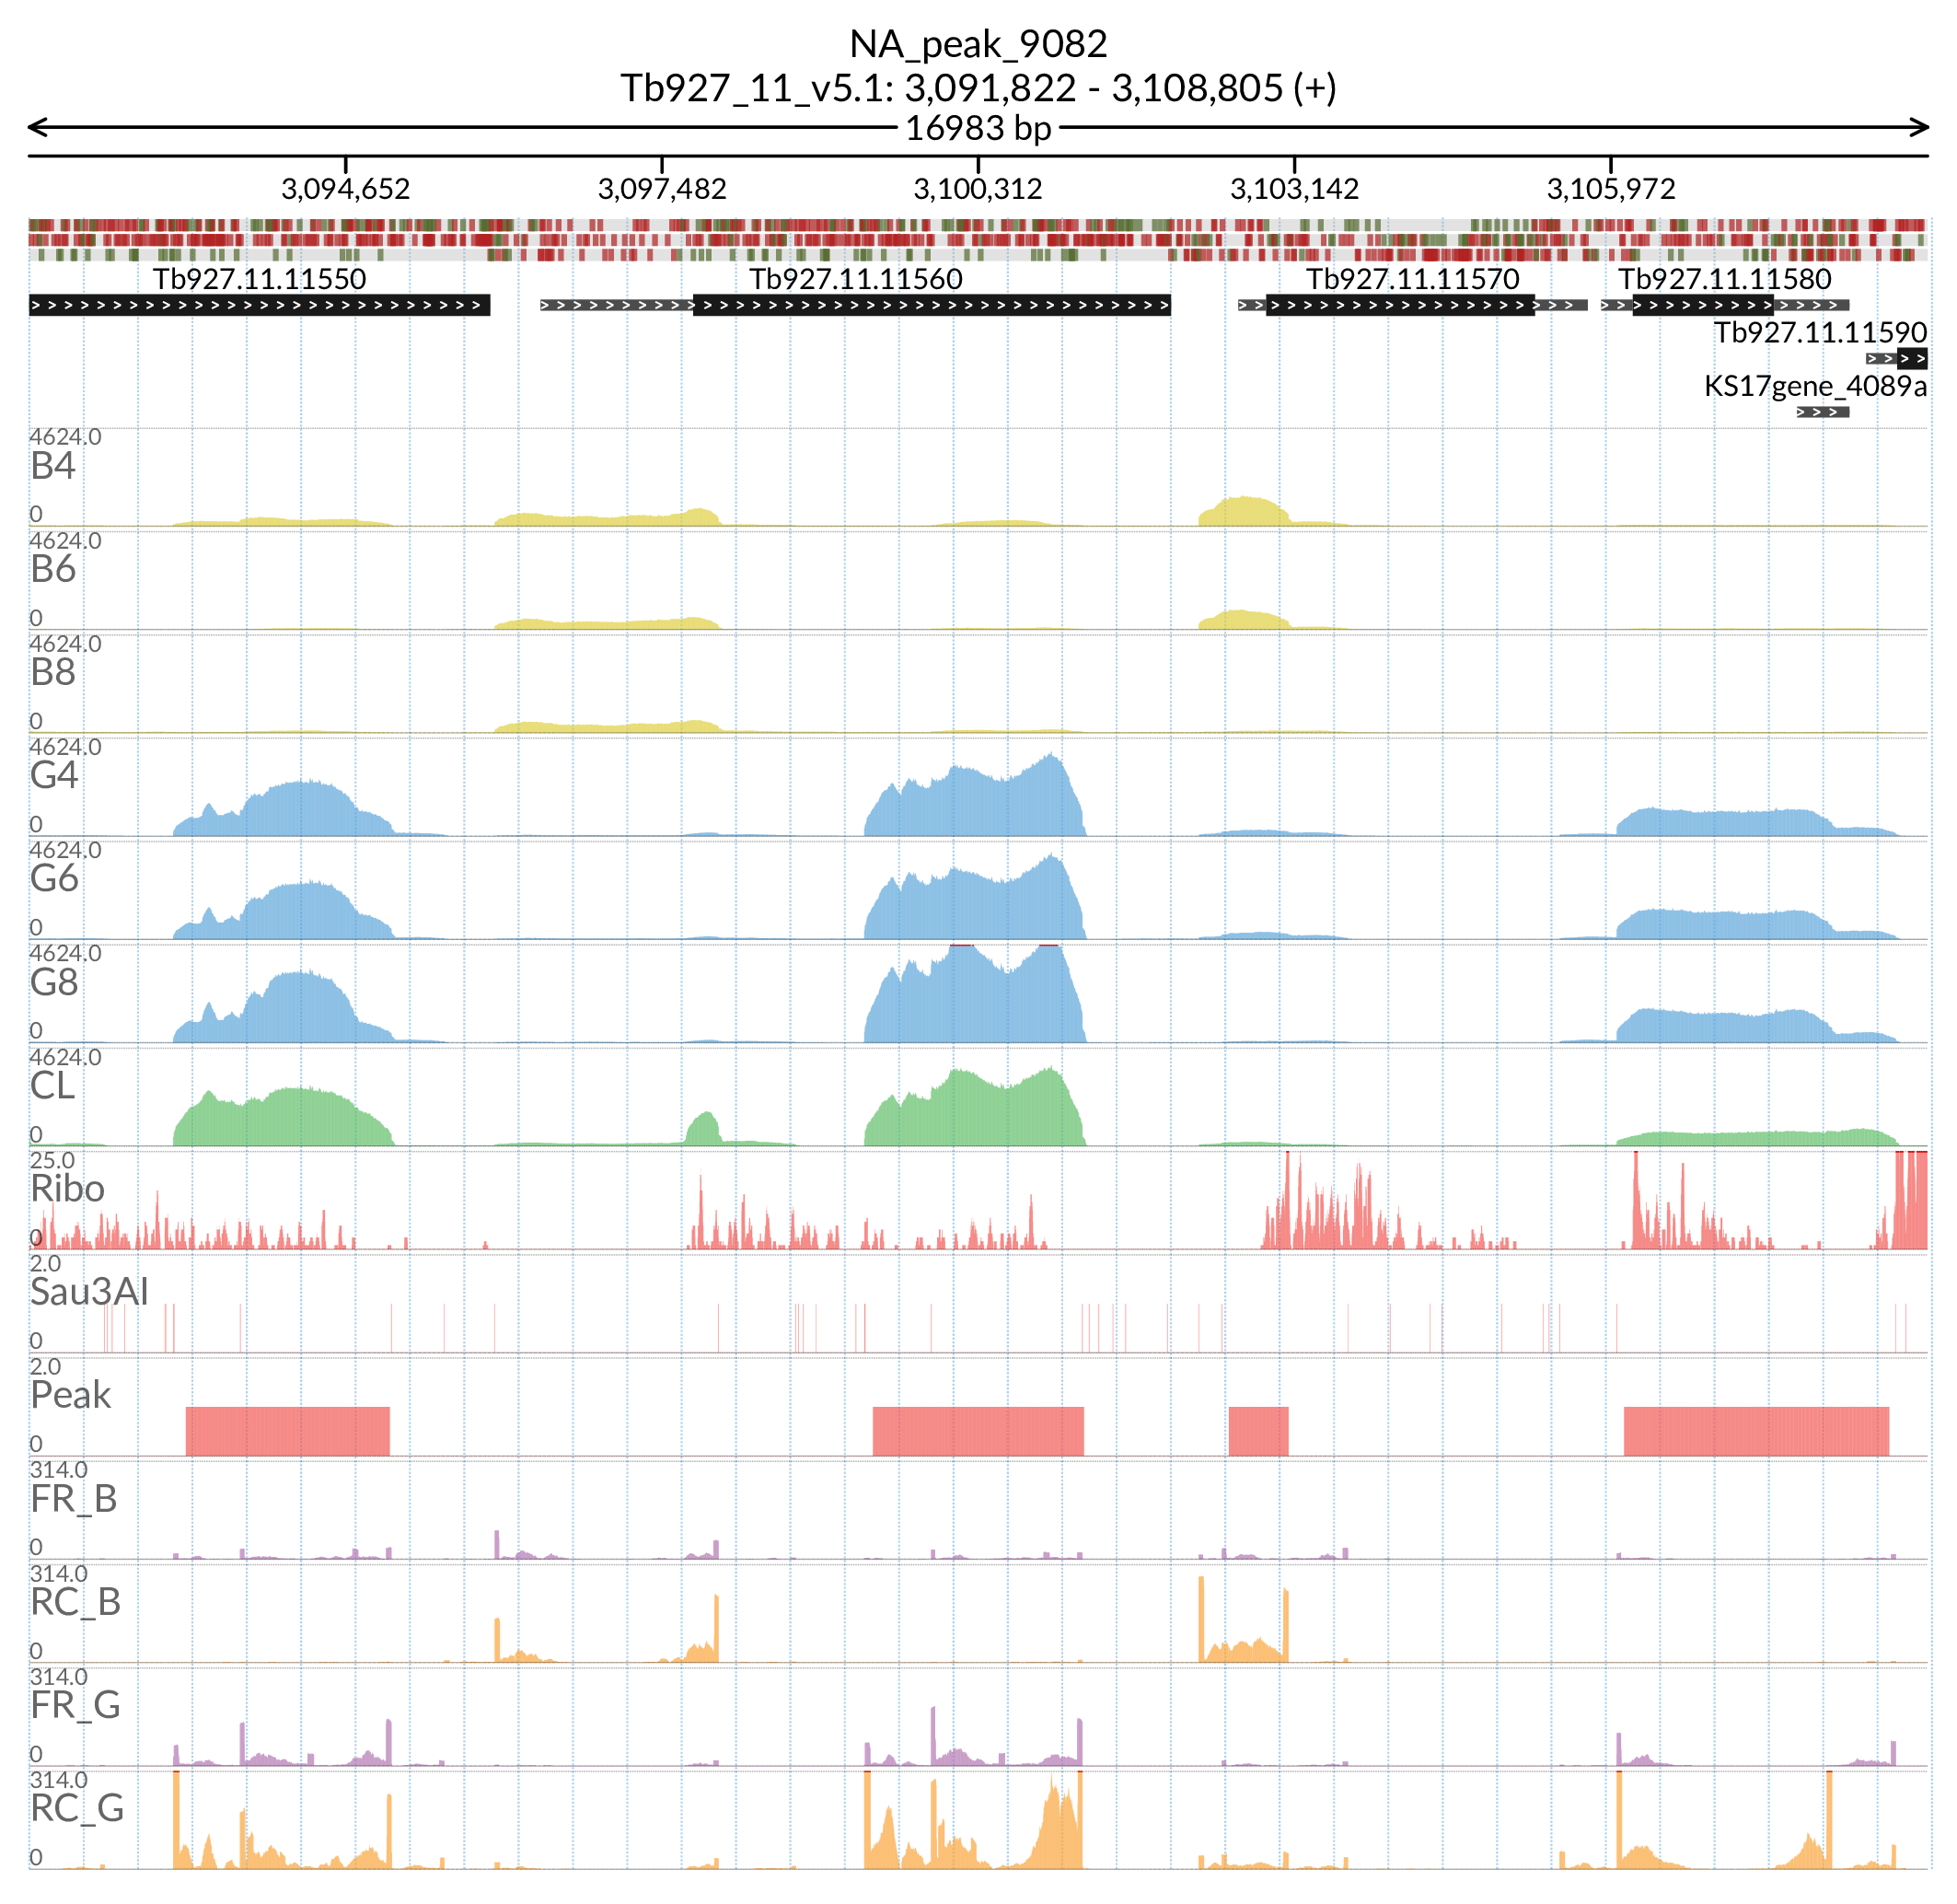 NA_peak_9082
Tb927_11_v5.1: 3,091,822 - 3,108,805 (+)
16983 bp
3,094,652 3,097,482 3,100,312 3,103,142 3,105,972
Tb927.11.11550 Tb927.11.11560 Tb927.11.11570 Tb927.11.11580
Tb927.11.11590
KS17gene_4089a
4624.0
B4
0
4624.0
B6
0
4624.0
B8
0
4624.0
G4
0
4624.0
G6
0
4624.0
G8
0
4624.0
CL
0
25.0
Ribo
0
2.0
Sau3AI
0
2.0
Peak
0
314.0
FR_B
0
314.0
RC_B
0
314.0
FR_G
0
314.0
RC_G
0